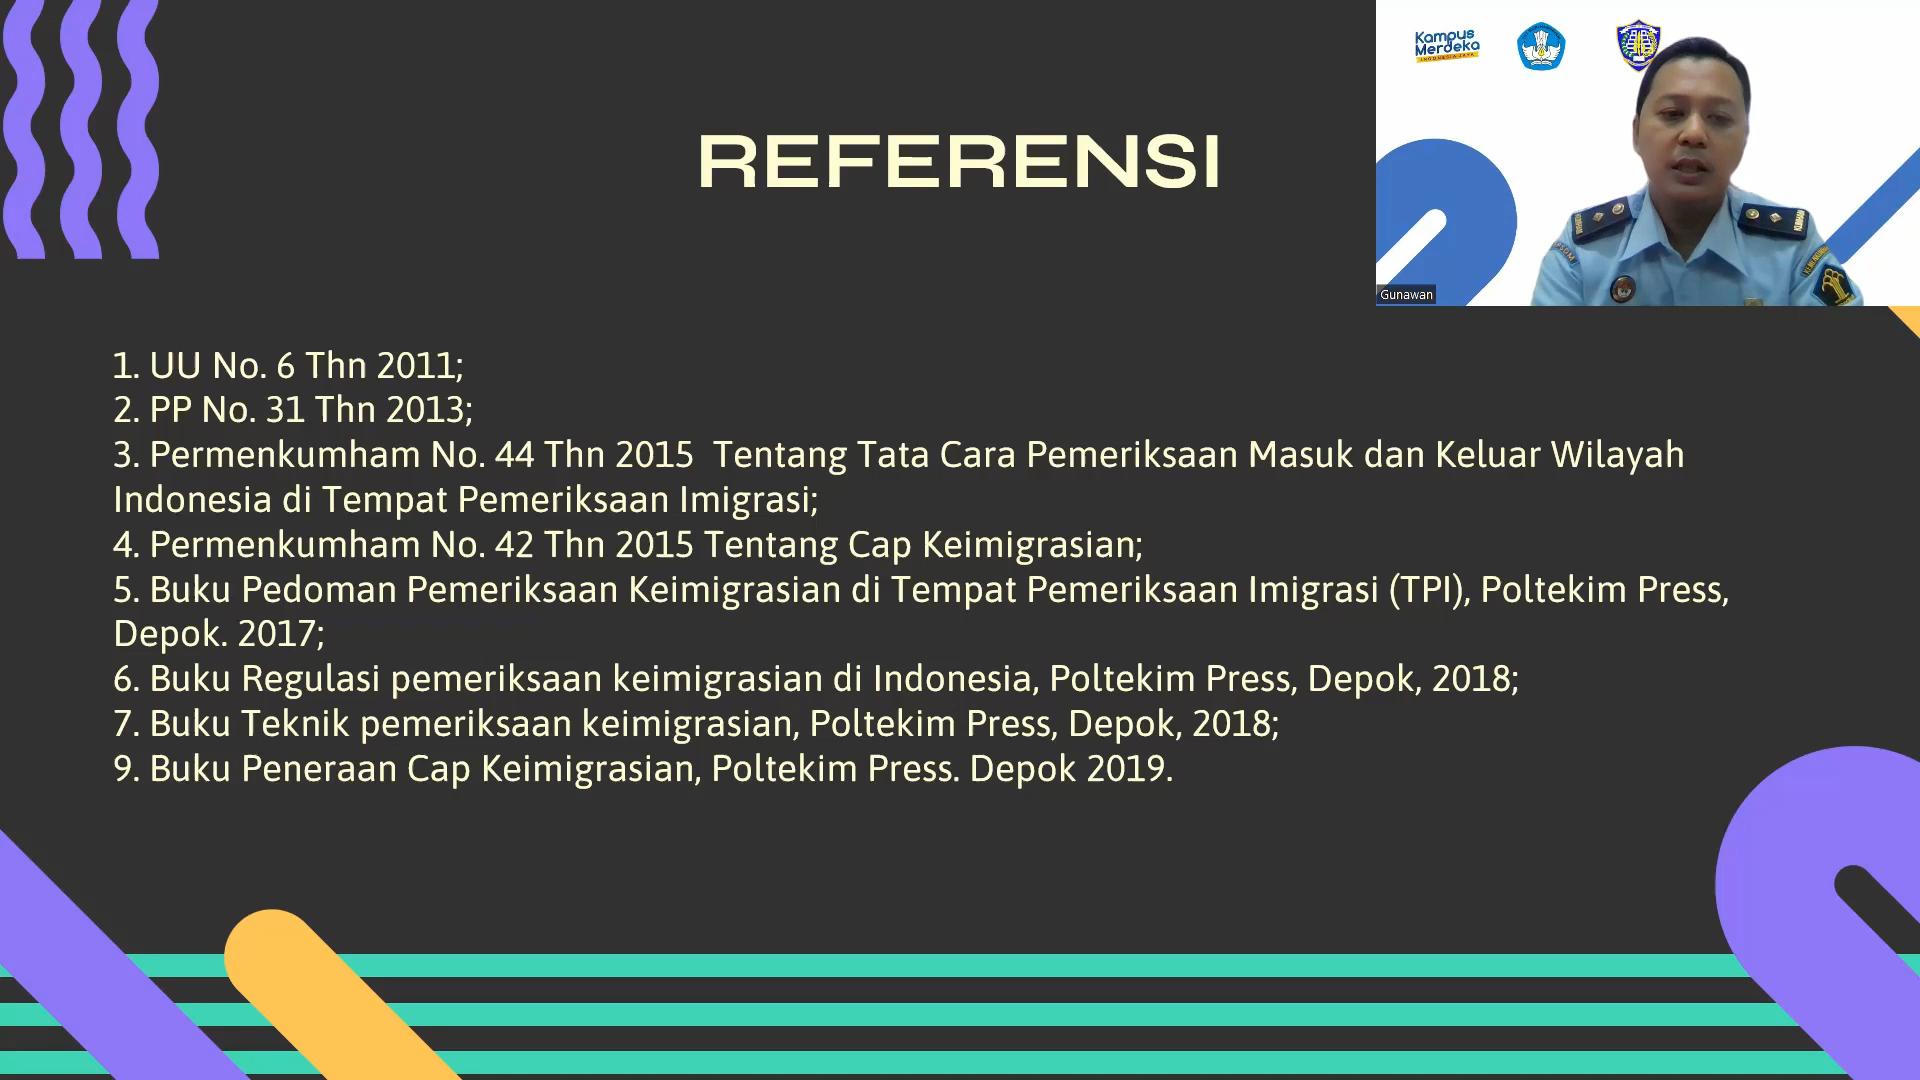 Kampus
Merdeka
INDONESIA JAYA
REFERENSI
Gunawan
1. UU No. 6 Thn 2011;
2. PP No. 31 Thn 2013;
3. Permenkumham No. 44 Thn 2015  Tentang Tata Cara Pemeriksaan Masuk dan Keluar Wilayah
Indonesia di Tempat Pemeriksaan Imigrasi;
4. Permenkumham No. 42 Thn 2015 Tentang Cap Keimigrasian;
5. Buku Pedoman Pemeriksaan Keimigrasian di Tempat Pemeriksaan Imigrasi (TPI), Poltekim Press,
Depok. 2017;
6. Buku Regulasi pemeriksaan keimigrasian di Indonesia, Poltekim Press, Depok, 2018;
7. Buku Teknik pemeriksaan keimigrasian, Poltekim Press, Depok, 2018;
9. Buku Peneraan Cap Keimigrasian, Poltekim Press. Depok 2019.